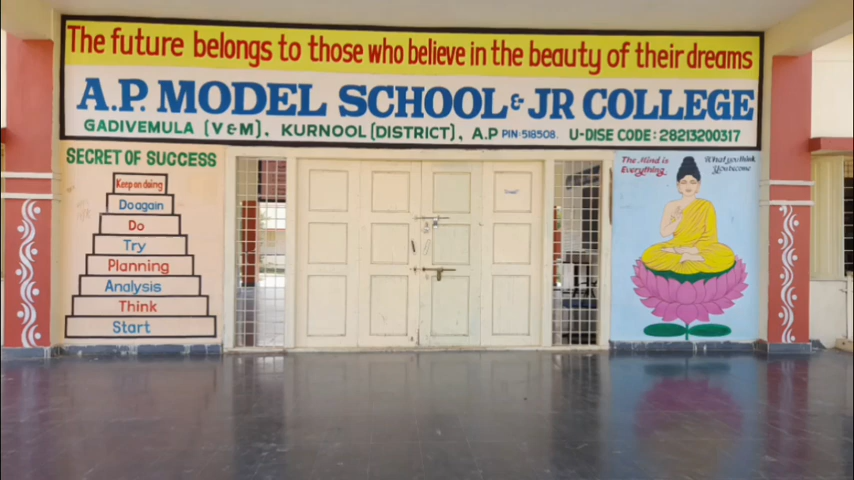 The future belongs to those who believe in the beauty of their dreams
A.P. MODEL SCHOOL & JR COLLEGE
GADIVEMULA (V&M), KURNOOL (DISTRICT), A.P PIN:518508. U-DISE CODE: 28213200317
SECRET OF SUCCESS
Keep on doing
Do again
Do
Try
Planning
Analysis
Think
Start
The Mind is
Everything
What you think
You become